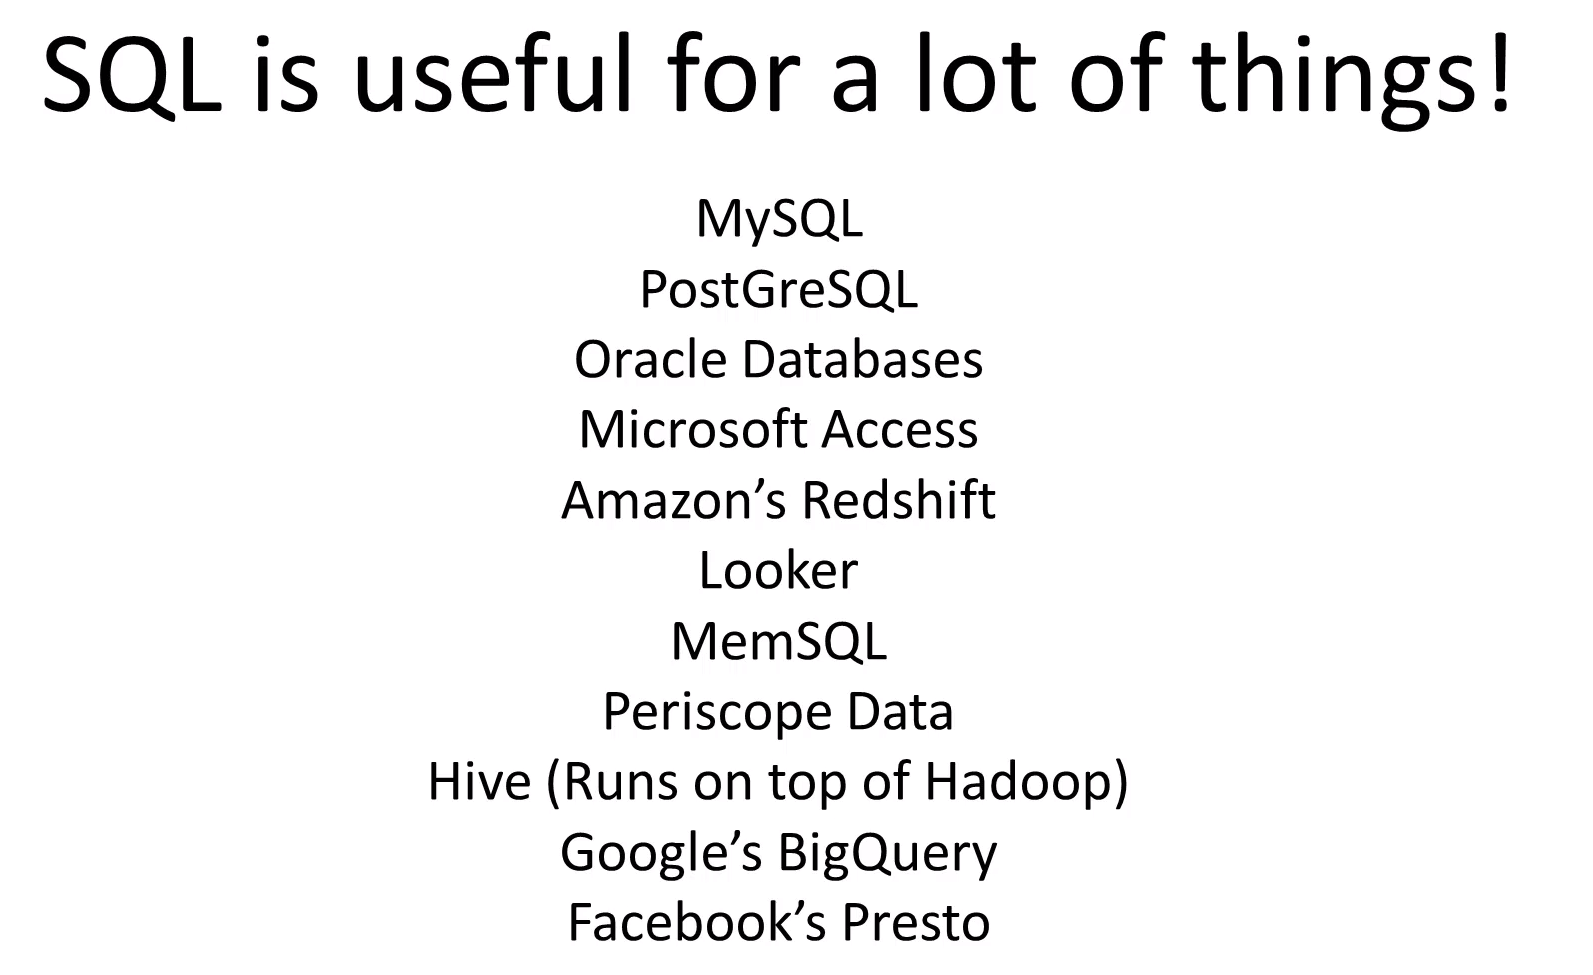 SQL is useful for a lot of things!
MySQL
PostGreSQL
Oracle Databases
Microsoft Access
Amazon’s Redshift
Looker
MemSQL
Periscope Data
Hive (Runs on top of Hadoop)
Google’s BigQuery
Facebook’s Presto